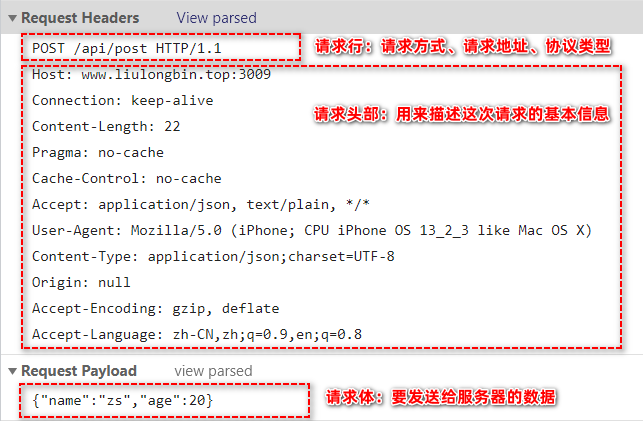 Request Headers View parsed
POST /api/post HTTP/1.1 请求行：请求方式、请求地址、协议类型
Host: www.liulongbin.top:3009
Connection: keep-alive
Content-Length: 22 请求头部：用来描述这次请求的基本信息
Pragma: no-cache
Cache-Control: no-cache
Accept: application/json, text/plain, */*
User-Agent: Mozilla/5.0 (iPhone; CPU iPhone OS 13_2_3 like Mac OS X)
Content-Type: application/json;charset=UTF-8
Origin: null
Accept-Encoding: gzip, deflate
Accept-Language: zh-CN,zh;q=0.9,en;q=0.8
Request Payload view parsed
{"name":"zs","age":20} 请求体：要发送给服务器的数据